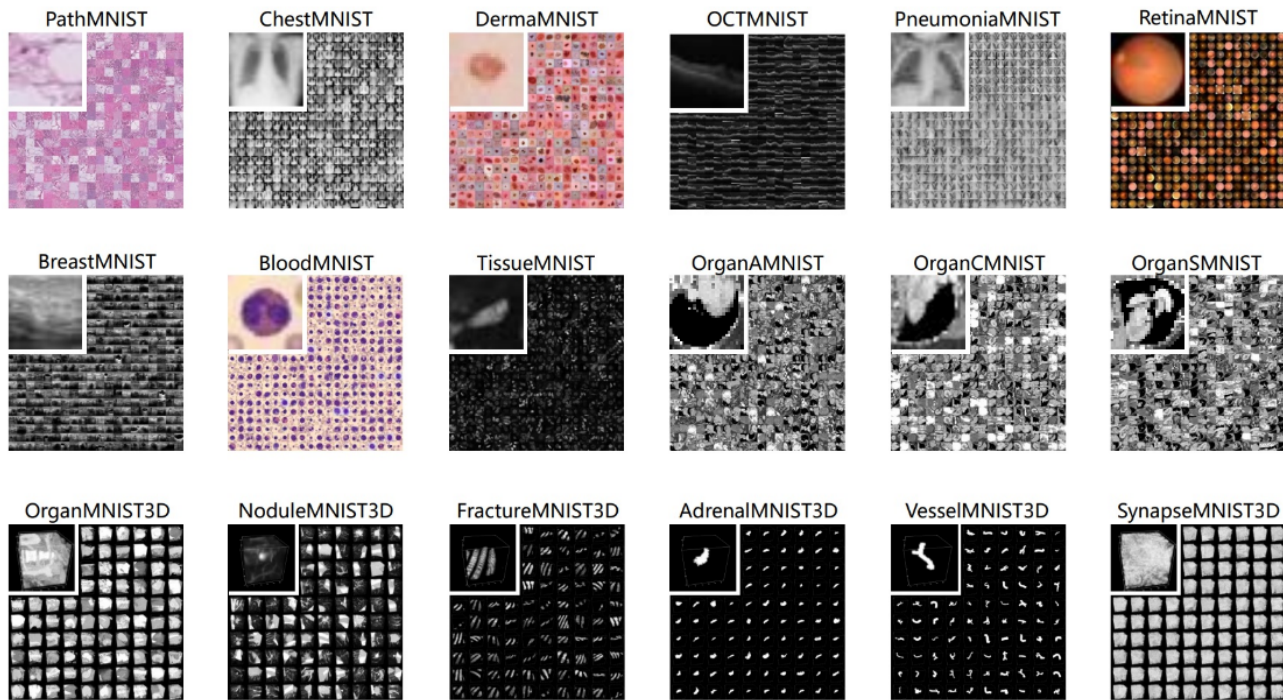 PathMNIST ChestMNIST DermaMNIST OCTMNIST PneumoniaMNIST RetinaMNIST
BreastMNIST BloodMNIST TissueMNIST OrganAMNIST OrganCMNIST OrganSMNIST
OrganMNIST3D NoduleMNIST3D FractureMNIST3D AdrenalMNIST3D VesselMNIST3D SynapseMNIST3D